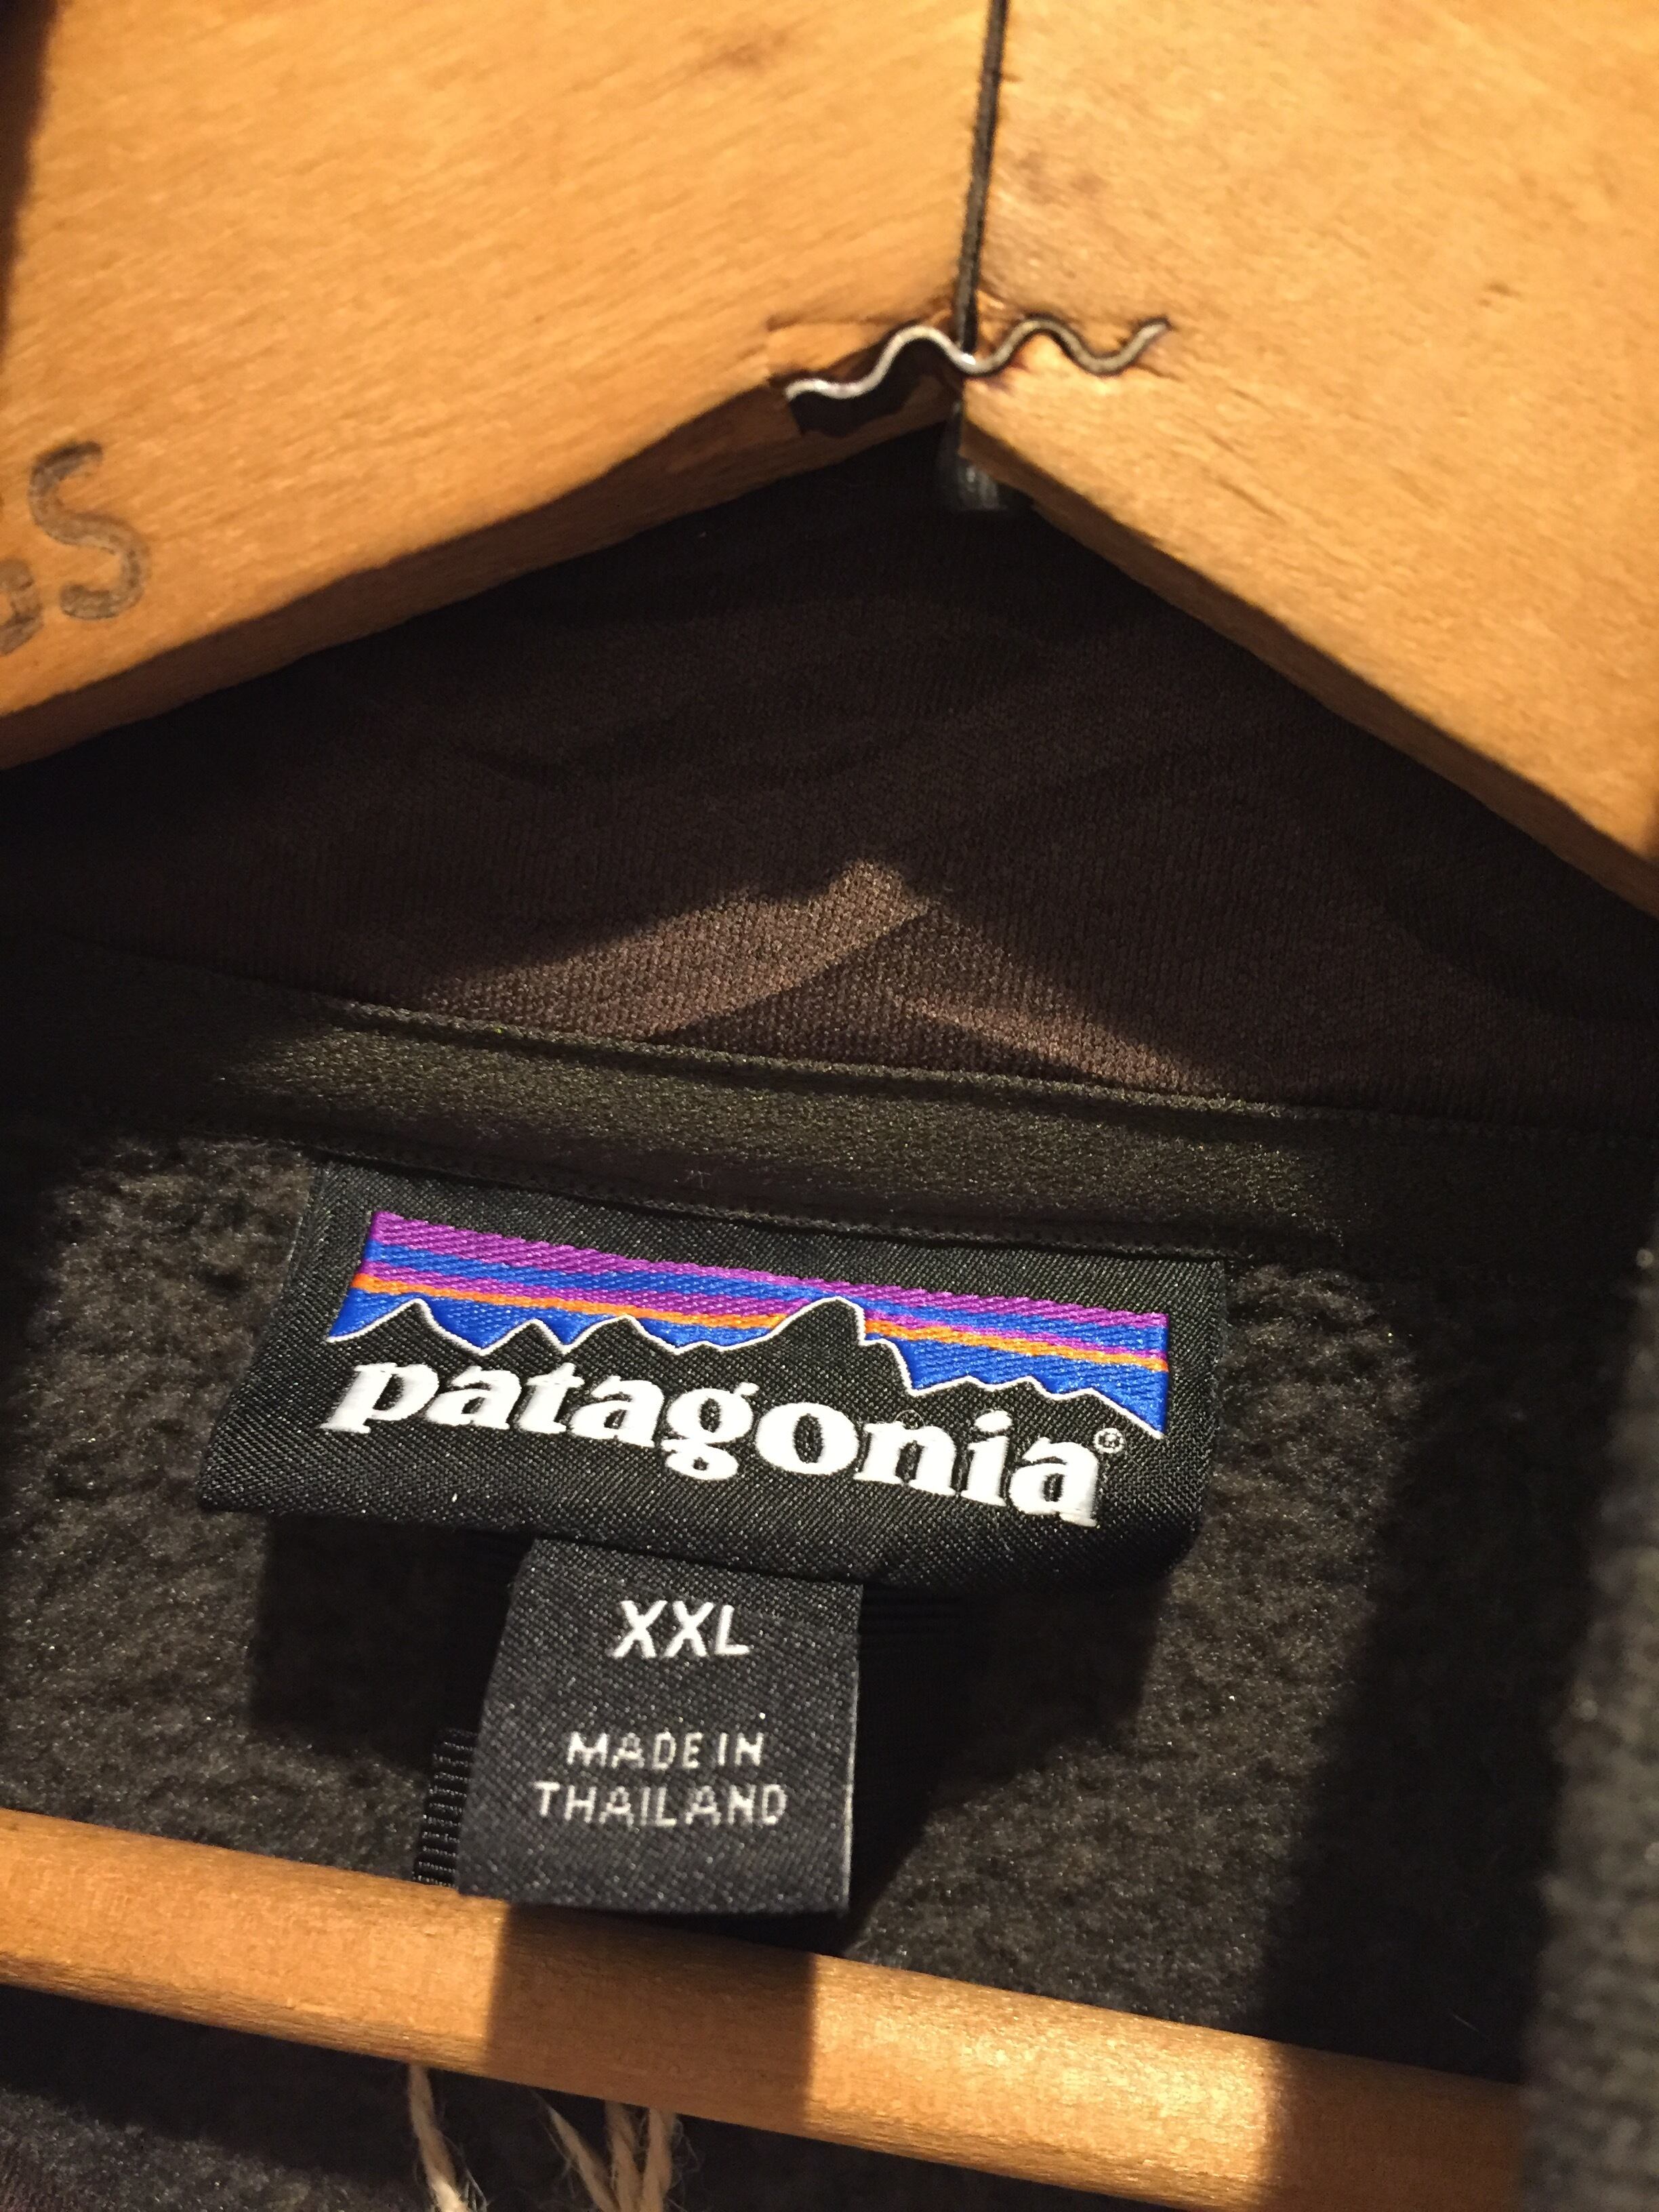 patagonia®
XXL
MADE IN
THAILAND